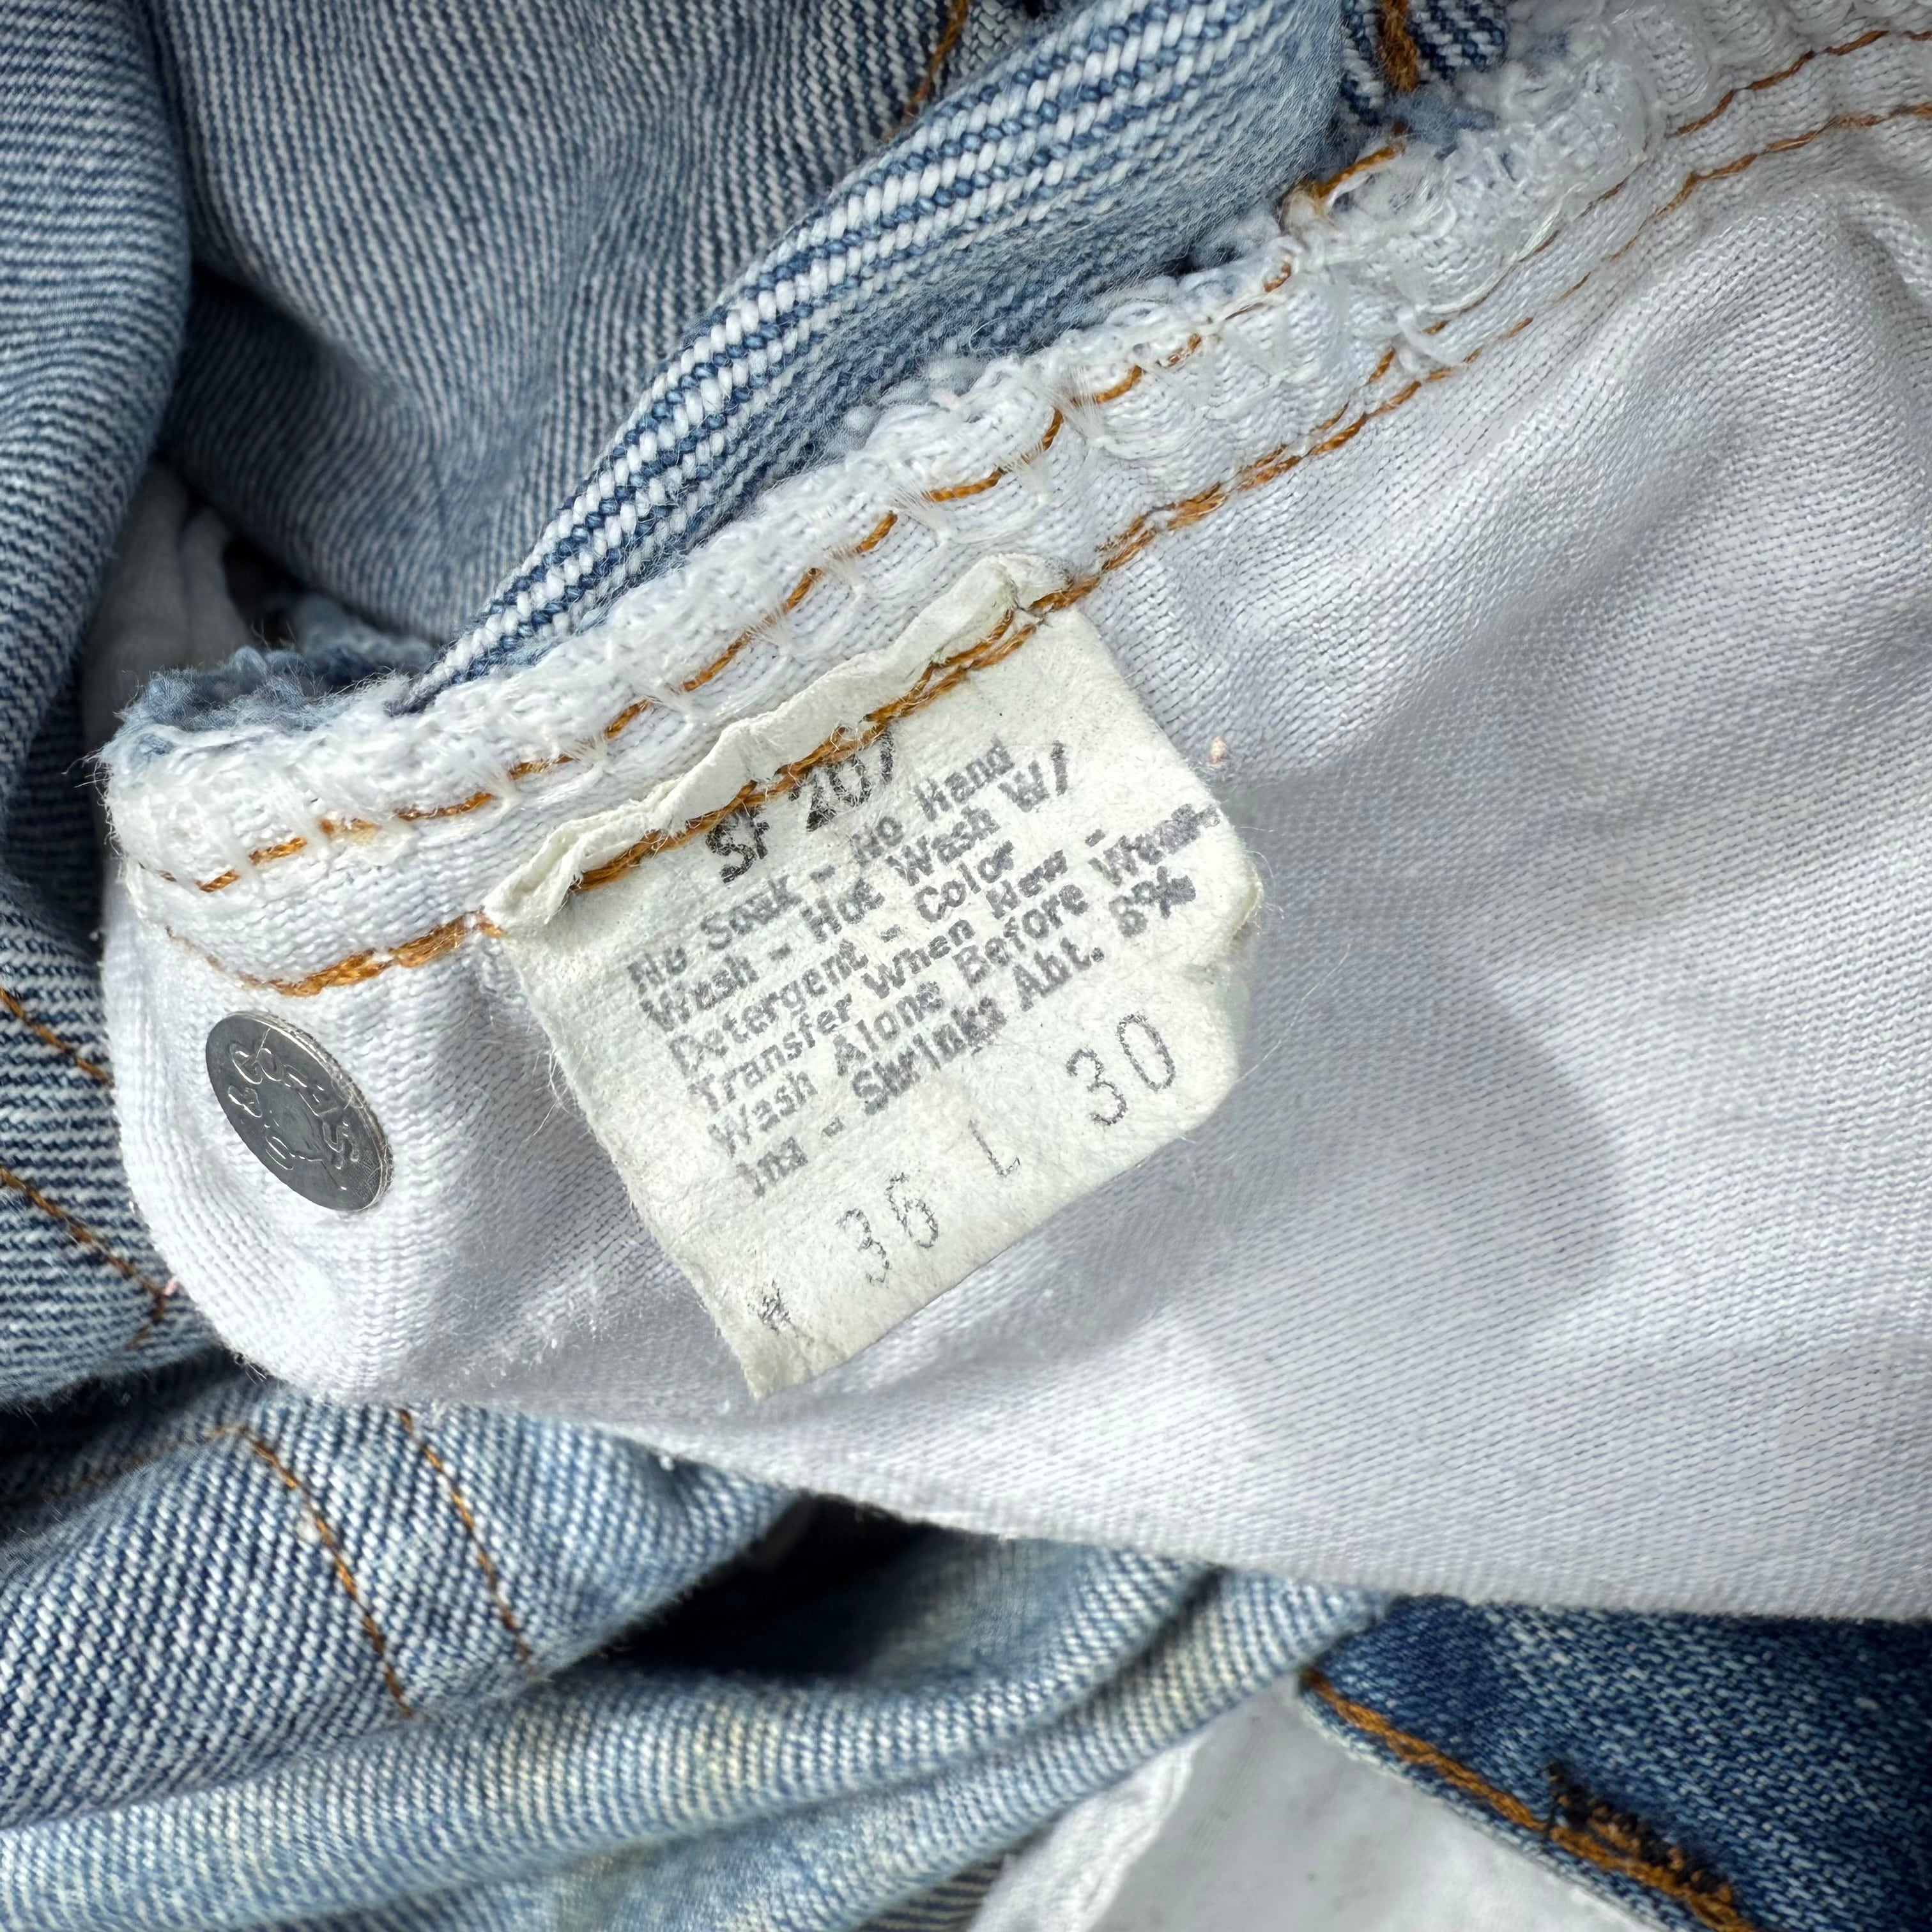 SF 207
No Soak - No Hand
Wash - Hot Wash W/
Detergent - Color
Transfer When New -
Wash Alone Before Wear-
ing - Shrinks Abt. 8%
W 36 L 30